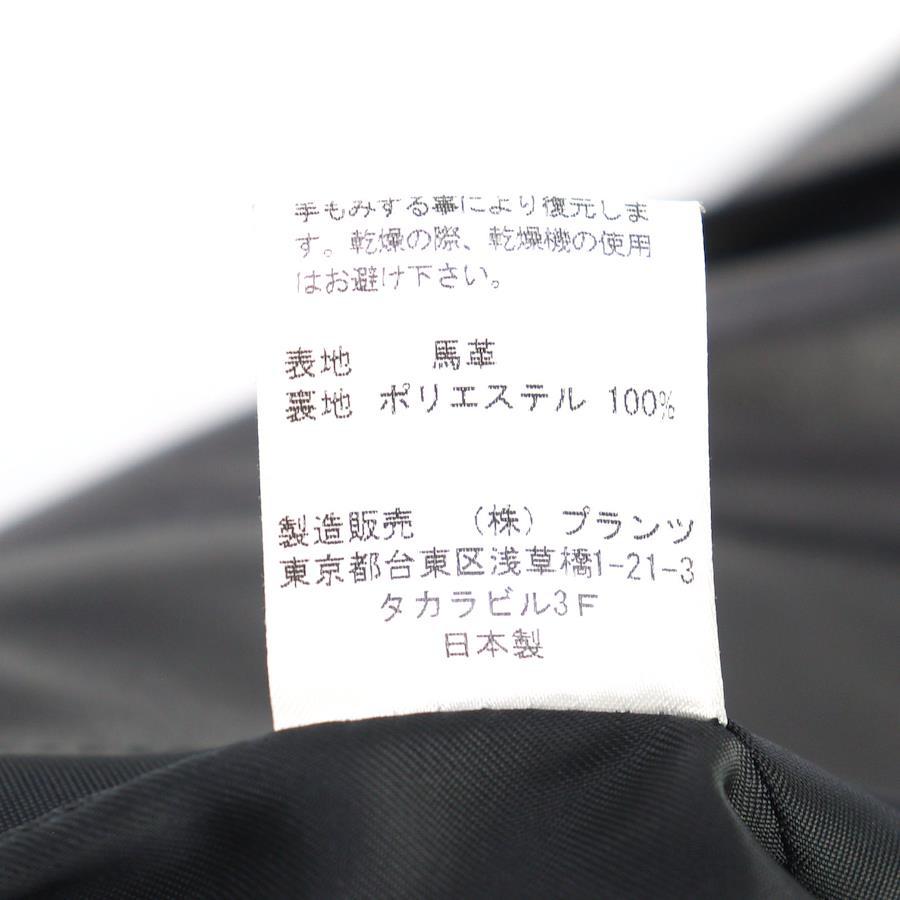 手もみする事により復元しま
す。乾燥の際、乾燥機の使用
はお避け下さい。
表地 馬革
裏地 ポリエステル 100%
製造販売 （株）プランツ
東京都台東区浅草橋1-21-3
タカラビル3F
日本製